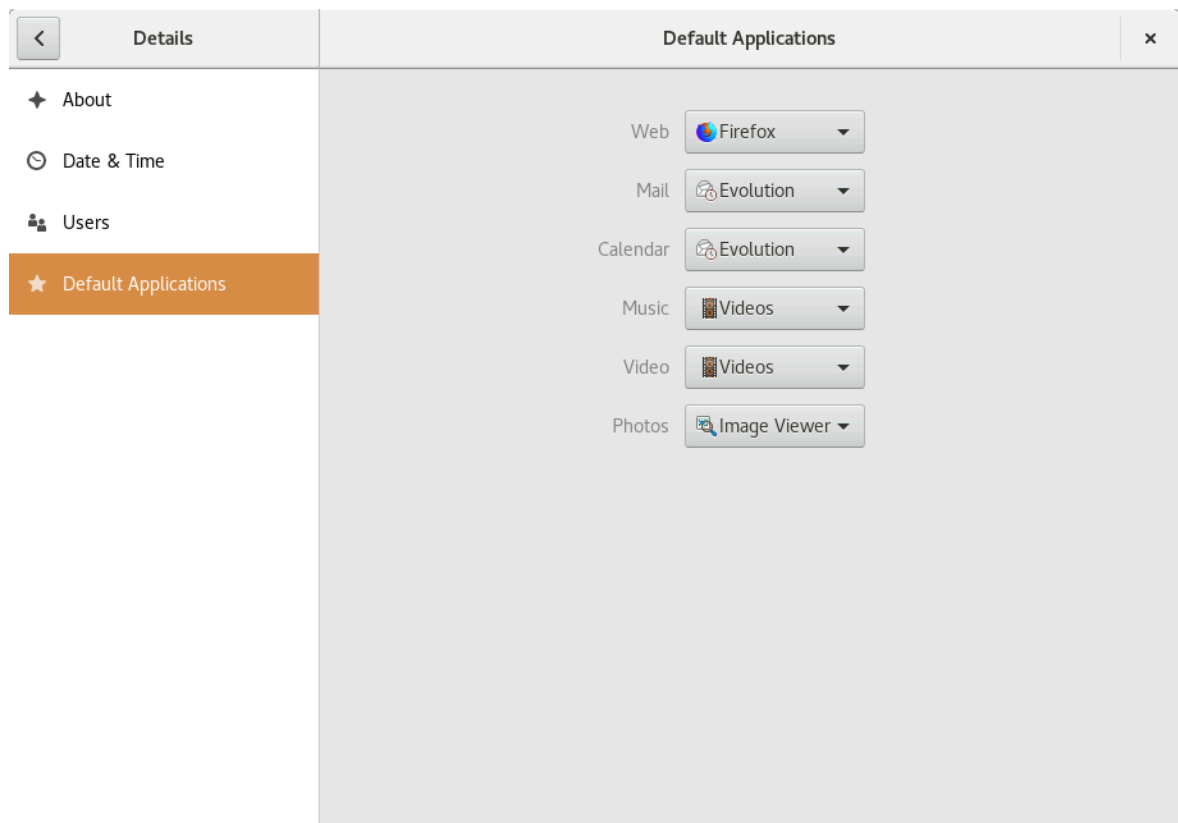 Details
Default Applications
About
Date & Time
Users
Default Applications
Web Firefox
Mail Evolution
Calendar Evolution
Music Videos
Video Videos
Photos Image Viewer